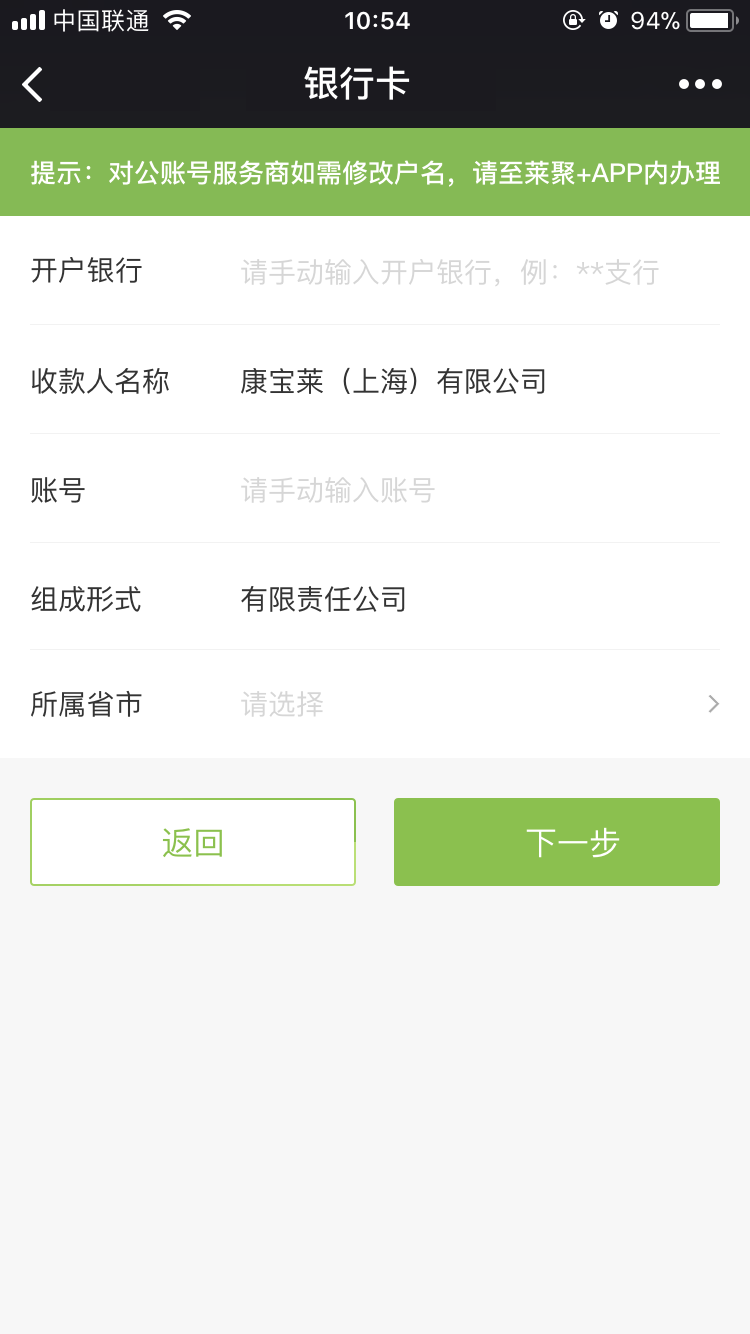 中国联通 10:54 94%
银行卡
提示：对公账号服务商如需修改户名，请至莱聚+APP内办理
开户银行 请手动输入开户银行，例：**支行
收款人名称 康宝莱（上海）有限公司
账号 请手动输入账号
组成形式 有限责任公司
所属省市 请选择
返回 下一步